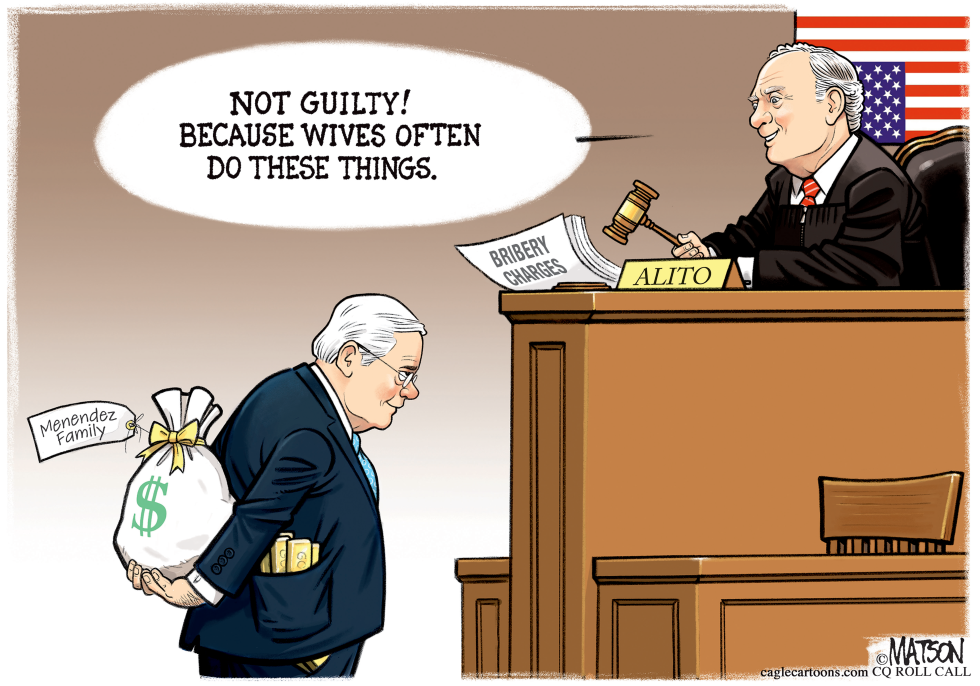 NOT GUILTY!
BECAUSE WIVES OFTEN
DO THESE THINGS.
BRIBERY
CHARGES
ALITO
Menendez
Family
$
GO
© MATSON
caglecartoons.com CQ ROLL CALL